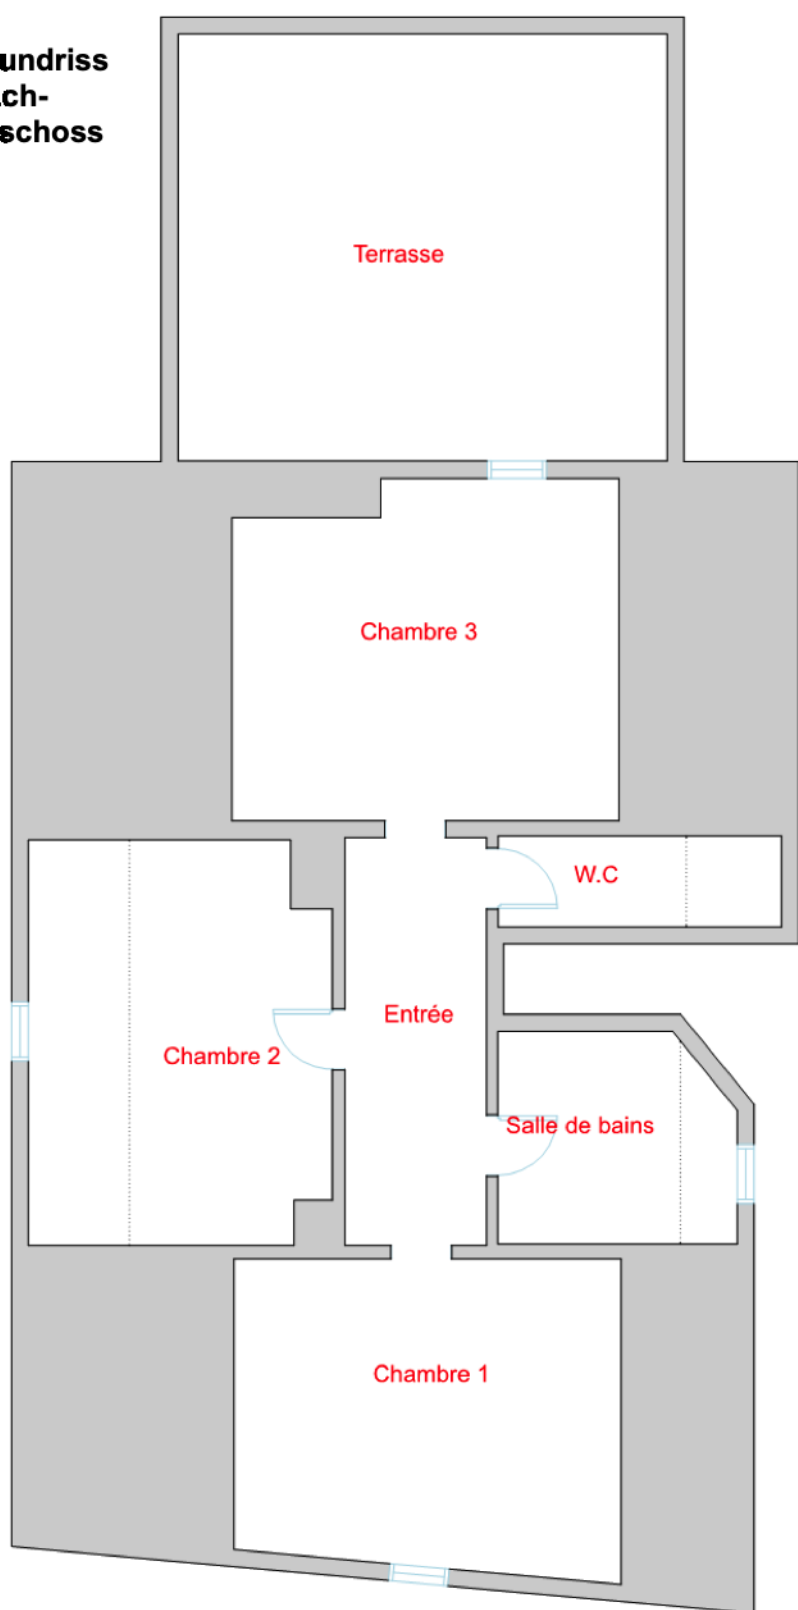 undriss
ch-
schoss
Terrasse
Chambre 3
W.C
Entrée
Chambre 2
Salle de bains
Chambre 1